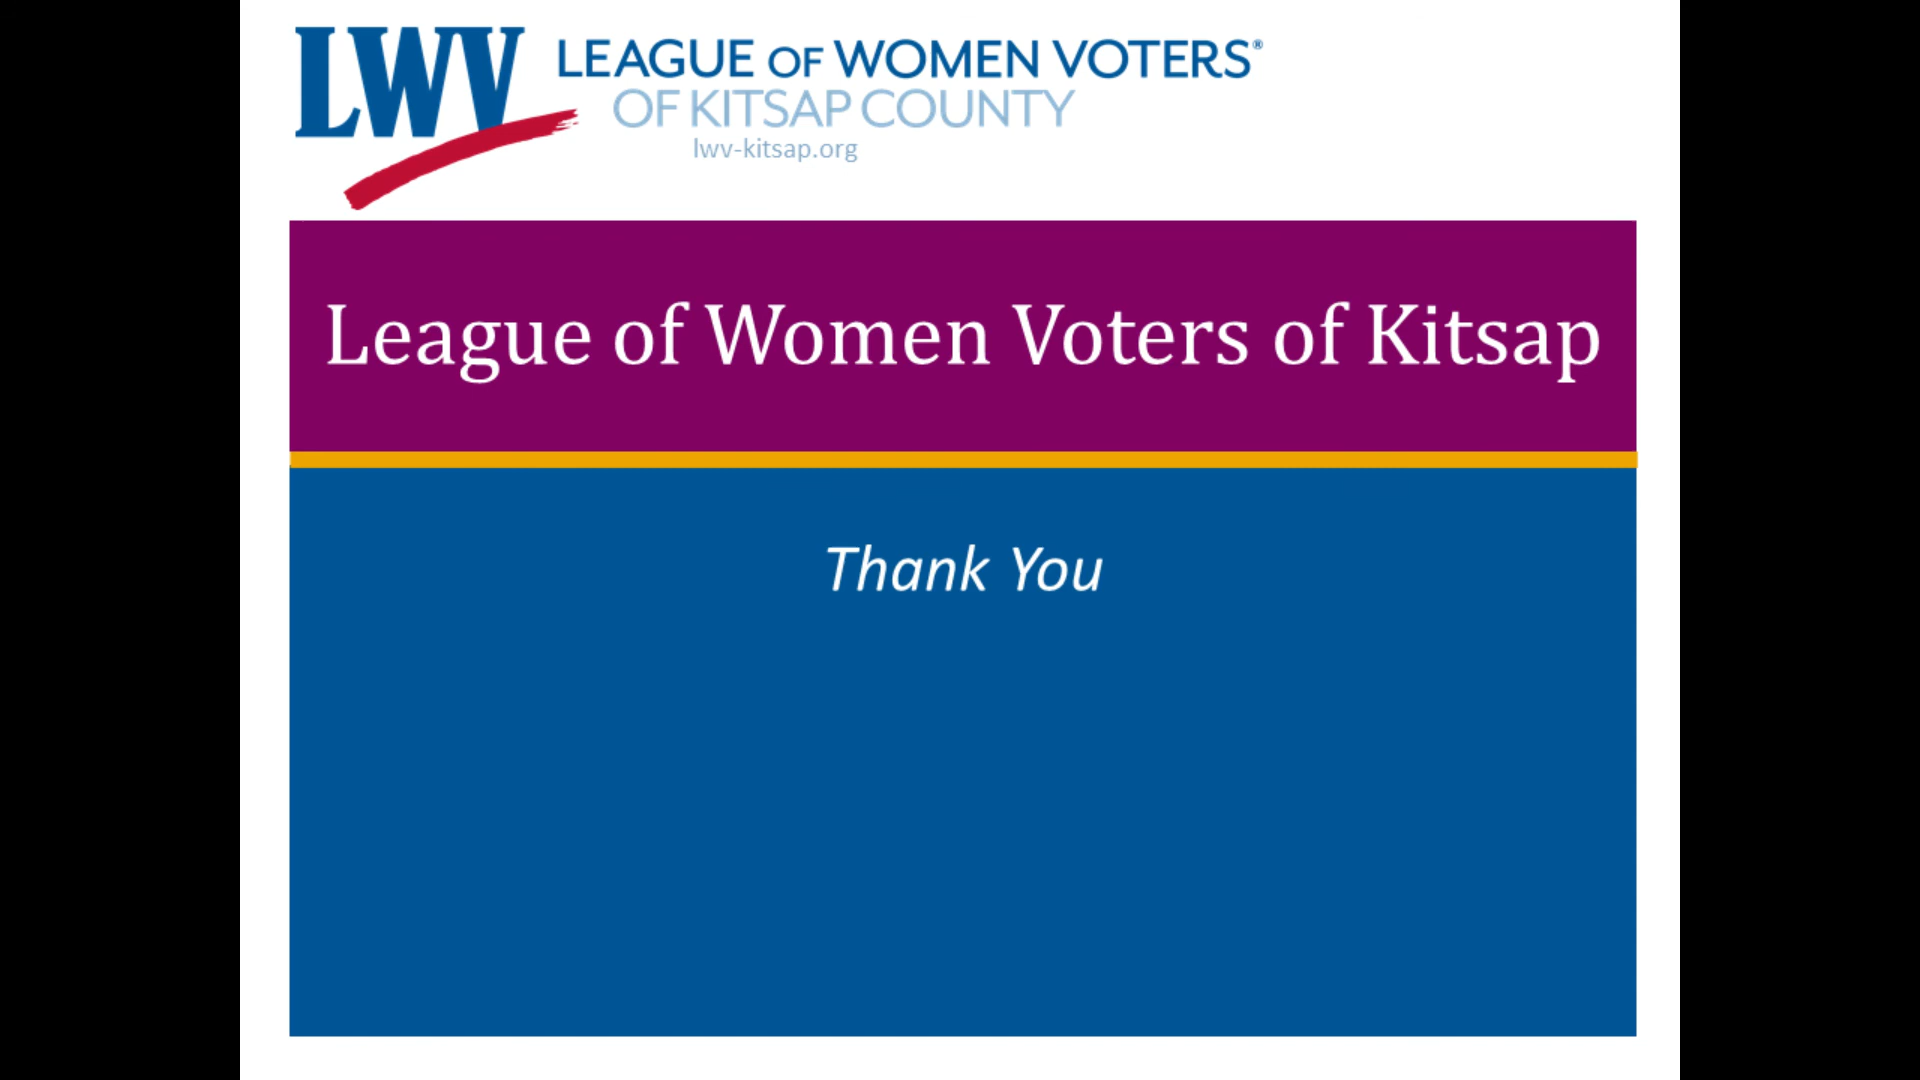 LWV
LEAGUE OF WOMEN VOTERS®
OF KITSAP COUNTY
lwv-kitsap.org
League of Women Voters of Kitsap
Thank You